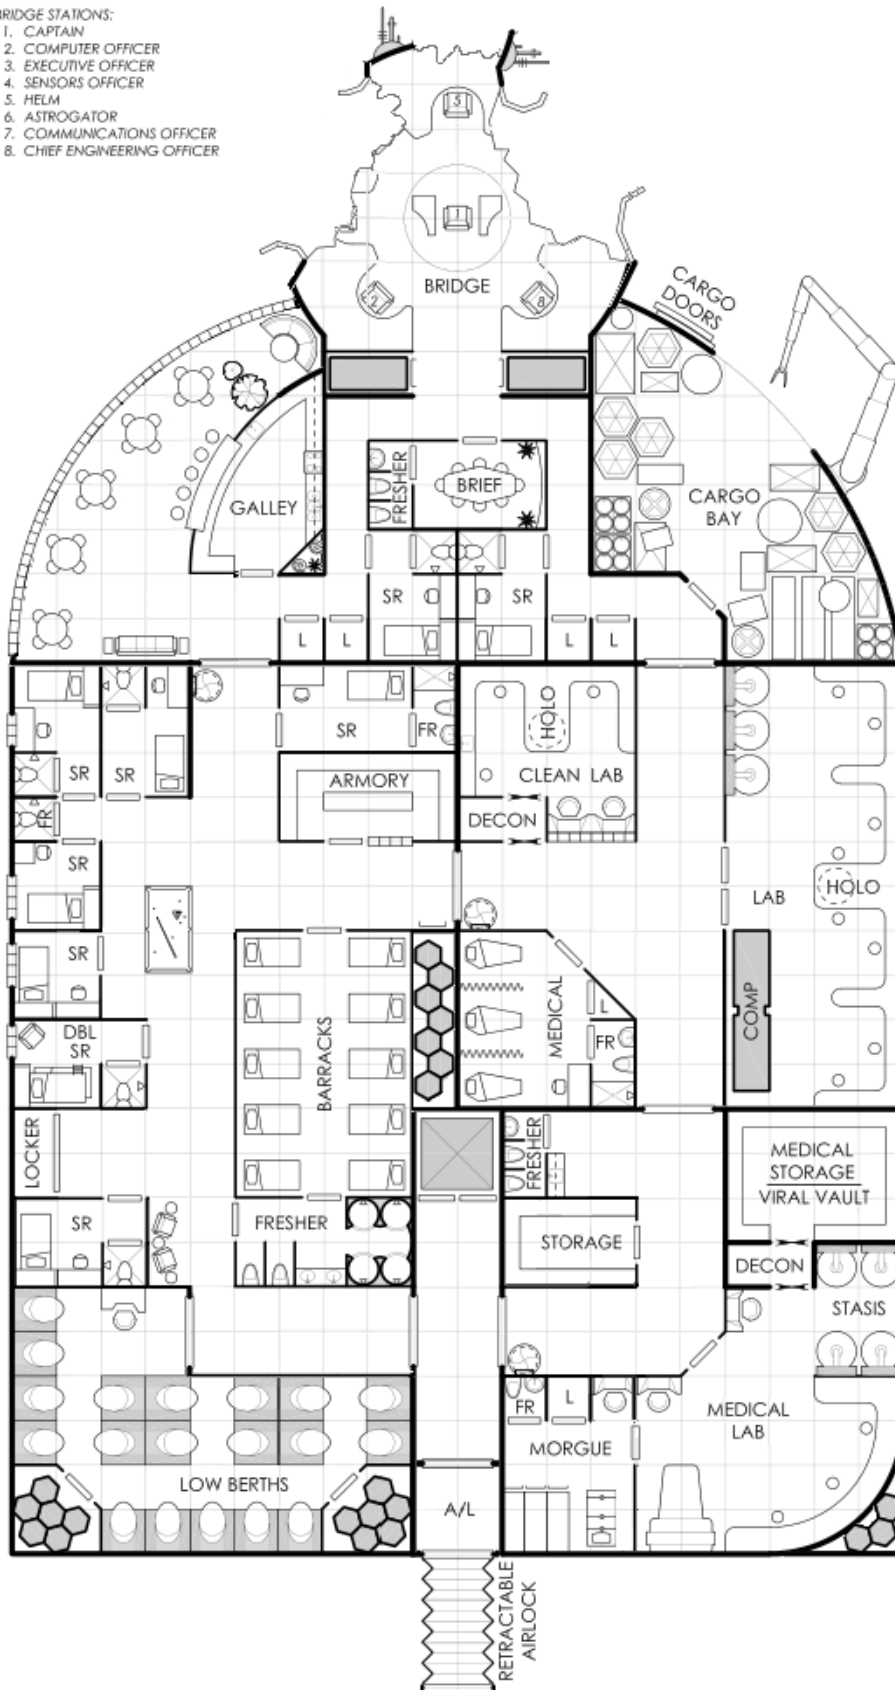 BRIDGE STATIONS:
1. CAPTAIN
2. COMPUTER OFFICER
3. EXECUTIVE OFFICER
4. SENSORS OFFICER
5. HELM
6. ASTROGATOR
7. COMMUNICATIONS OFFICER
8. CHIEF ENGINEERING OFFICER
5
1
2
8
BRIDGE
CARGO
DOORS
FRESHER
BRIEF
GALLEY
CARGO
BAY
SR
SR
L
L
L
L
SR
SR
SR
FR
HOLO
CLEAN LAB
ARMORY
DECON
FR
SR
LAB
HOLO
SR
DBL
SR
BARRACKS
MEDICAL
L
FR
COMP
LOCKER
FRESHER
MEDICAL
STORAGE
VIRAL VAULT
SR
FRESHER
STORAGE
DECON
STASIS
FR
L
MEDICAL
LAB
MORGUE
LOW BERTHS
A/L
RETRACTABLE
AIRLOCK